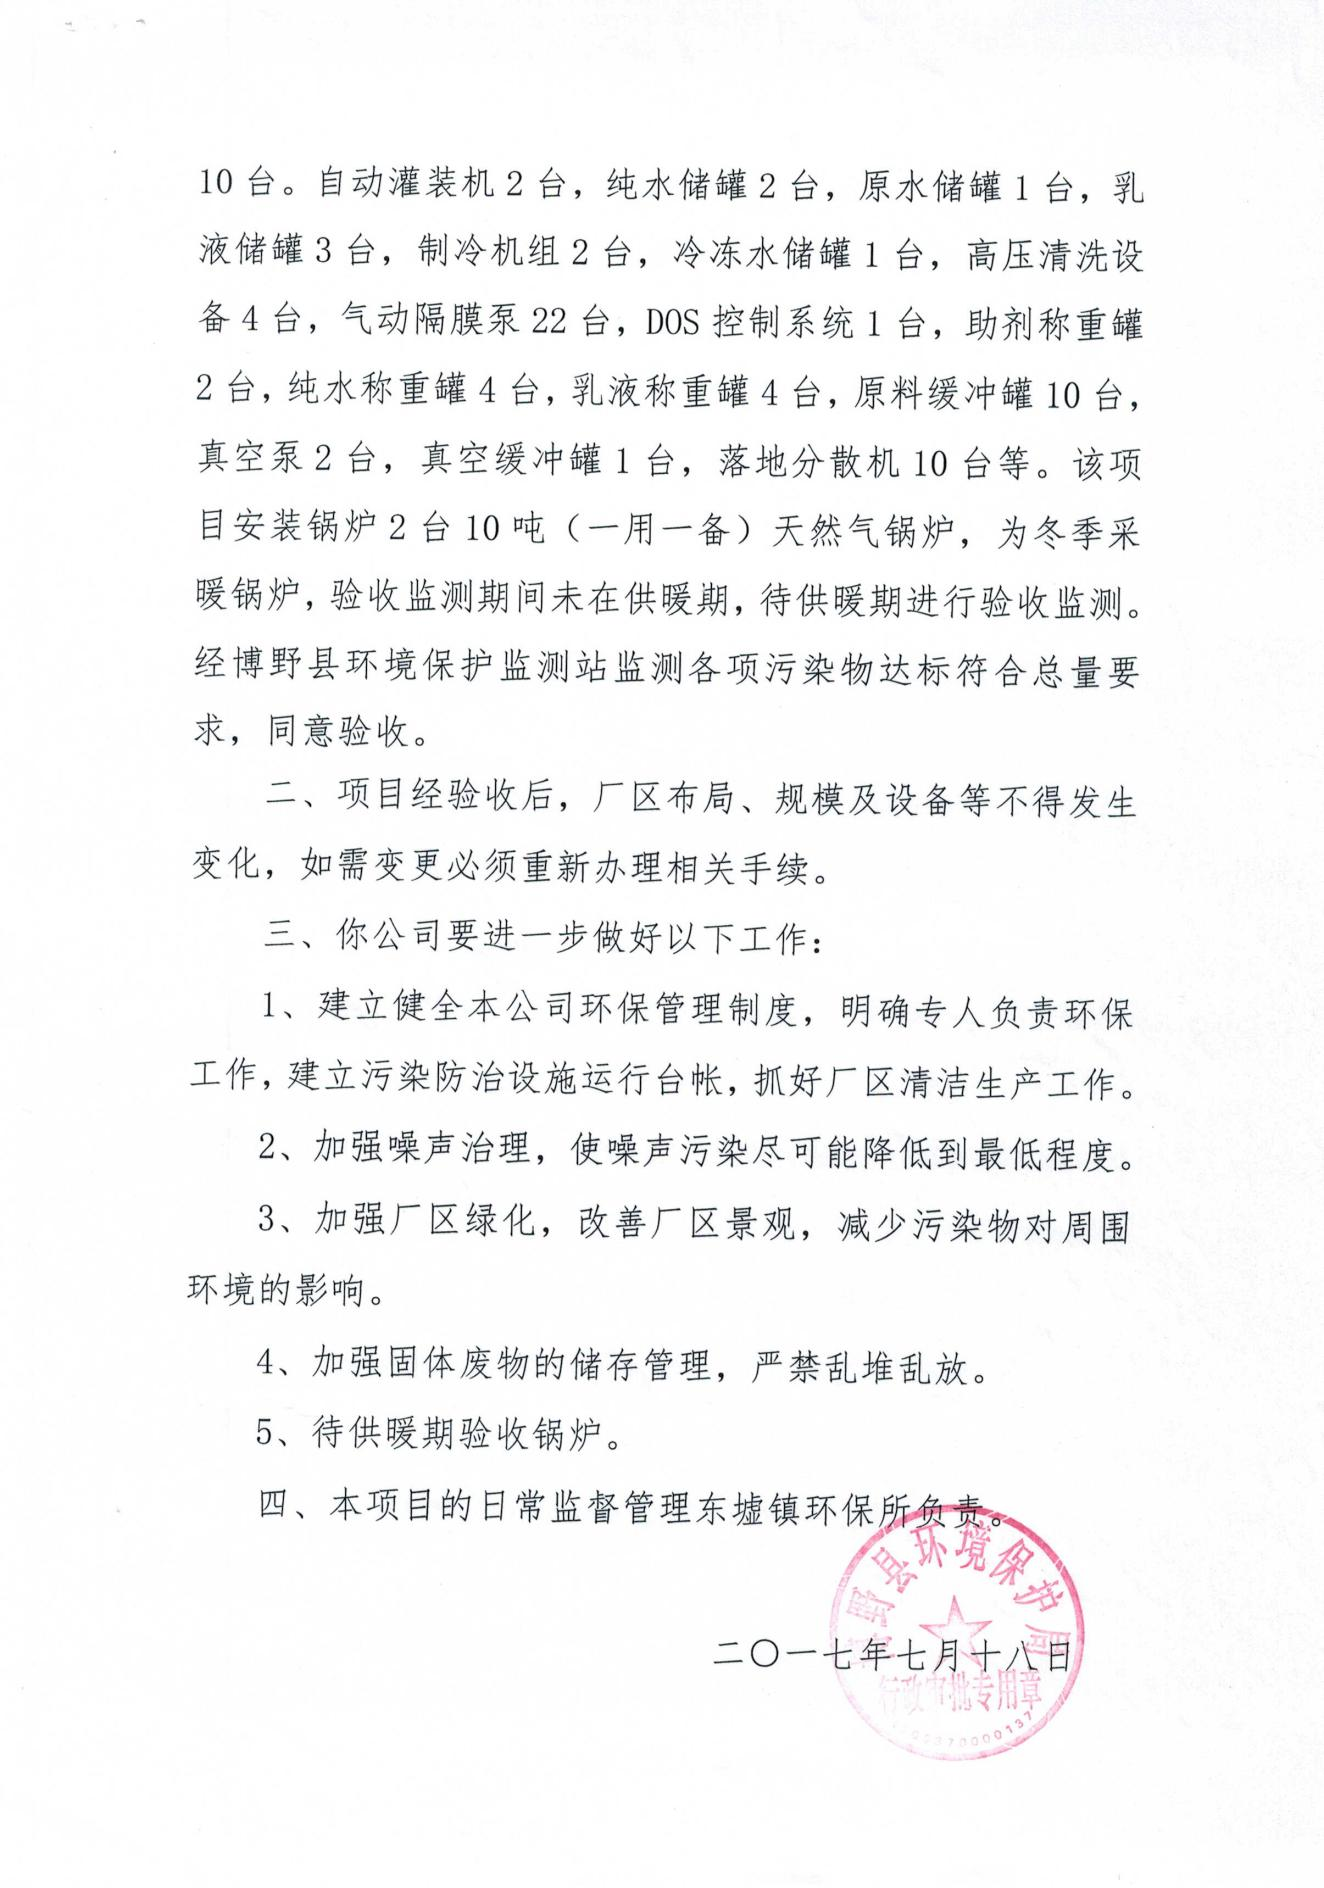 10台。自动灌装机2台，纯水储罐2台，原水储罐1台，乳
液储罐3台，制冷机组2台，冷冻水储罐1台，高压清洗设
备4台，气动隔膜泵22台，DOS控制系统1台，助剂称重罐
2台，纯水称重罐4台，乳液称重罐4台，原料缓冲罐10台，
真空泵2台，真空缓冲罐1台，落地分散机10台等。该项
目安装锅炉2台10吨（一用一备）天然气锅炉，为冬季采
暖锅炉，验收监测期间未在供暖期，待供暖期进行验收监测。
经博野县环境保护监测站监测各项污染物达标符合总量要
求，同意验收。
二、项目经验收后，厂区布局、规模及设备等不得发生
变化，如需变更必须重新办理相关手续。
三、你公司要进一步做好以下工作：
1、建立健全本公司环保管理制度，明确专人负责环保
工作，建立污染防治设施运行台帐，抓好厂区清洁生产工作。
2、加强噪声治理，使噪声污染尽可能降低到最低程度。
3、加强厂区绿化，改善厂区景观，减少污染物对周围
环境的影响。
4、加强固体废物的储存管理，严禁乱堆乱放。
5、待供暖期验收锅炉。
四、本项目的日常监督管理东墟镇环保所负责。
博野县环境保护局
二〇一七年七月十八日
行政审批专用章